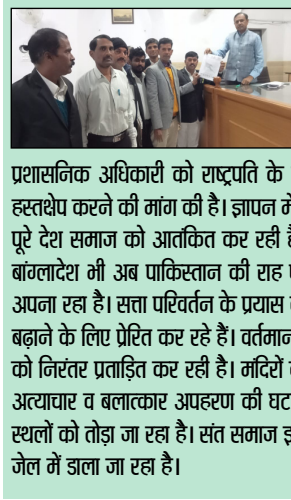 प्रशासनिक अधिकारी को राष्ट्रपति के
हस्तक्षेप करने की मांग की है। ज्ञापन में
पूरे देश समाज को आतंकित कर रही है
बांग्लादेश भी अब पाकिस्तान की राह
अपना रहा है। सत्ता परिवर्तन के प्रयास
बढ़ाने के लिए प्रेरित कर रहे हैं। वर्तमान
को निरंतर प्रताड़ित कर रही है। मंदिरों
अत्याचार व बलात्कार अपहरण की
स्थलों को तोड़ा जा रहा है। संत समाज
जेल में डाला जा रहा है।